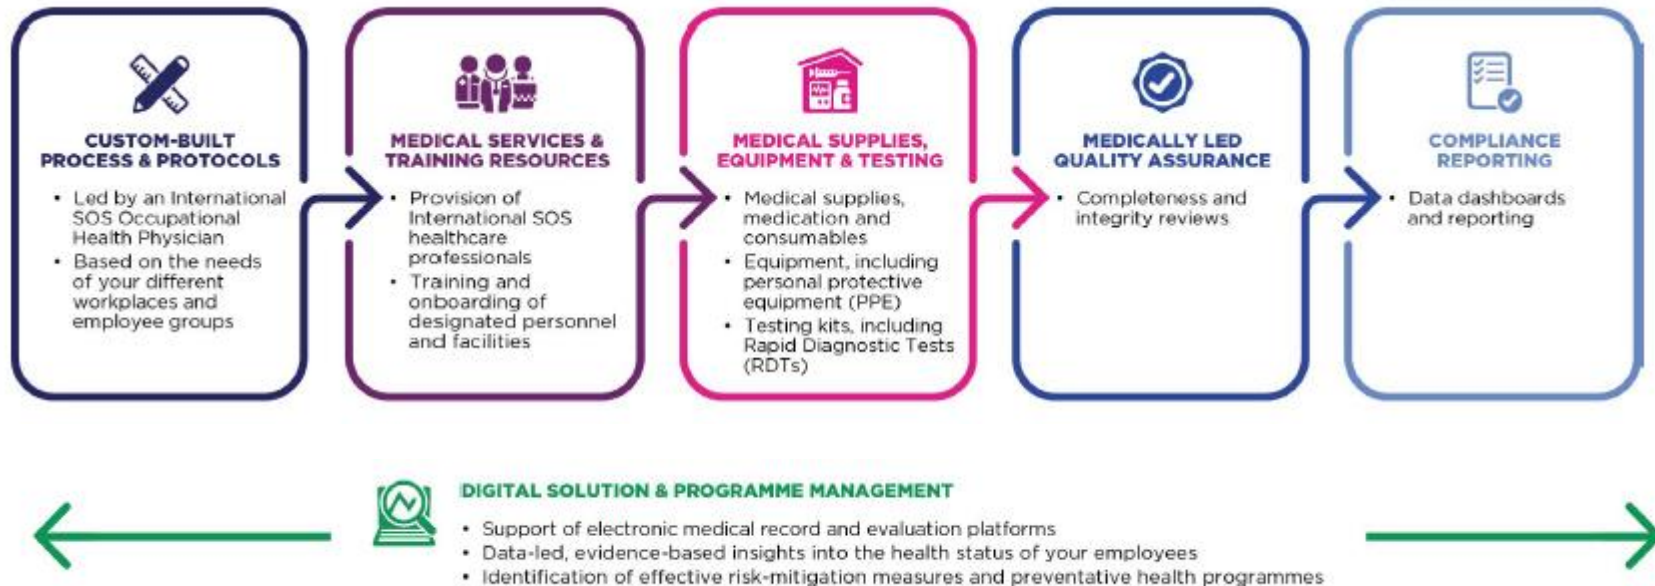 CUSTOM-BUILT
PROCESS & PROTOCOLS
• Led by an International
SOS Occupational
Health Physician
• Based on the needs
of your different
workplaces and
employee groups
MEDICAL SERVICES &
TRAINING RESOURCES
• Provision of
International SOS
healthcare
professionals
• Training and
onboarding of
designated personnel
and facilities
MEDICAL SUPPLIES,
EQUIPMENT & TESTING
• Medical supplies,
medication and
consumables
• Equipment, including
personal protective
equipment (PPE)
• Testing kits, including
Rapid Diagnostic Tests
(RDTs)
MEDICALLY LED
QUALITY ASSURANCE
• Completeness and
integrity reviews
COMPLIANCE
REPORTING
• Data dashboards
and reporting
DIGITAL SOLUTION & PROGRAMME MANAGEMENT
• Support of electronic medical record and evaluation platforms
• Data-led, evidence-based insights into the health status of your employees
• Identification of effective risk-mitigation measures and preventative health programmes